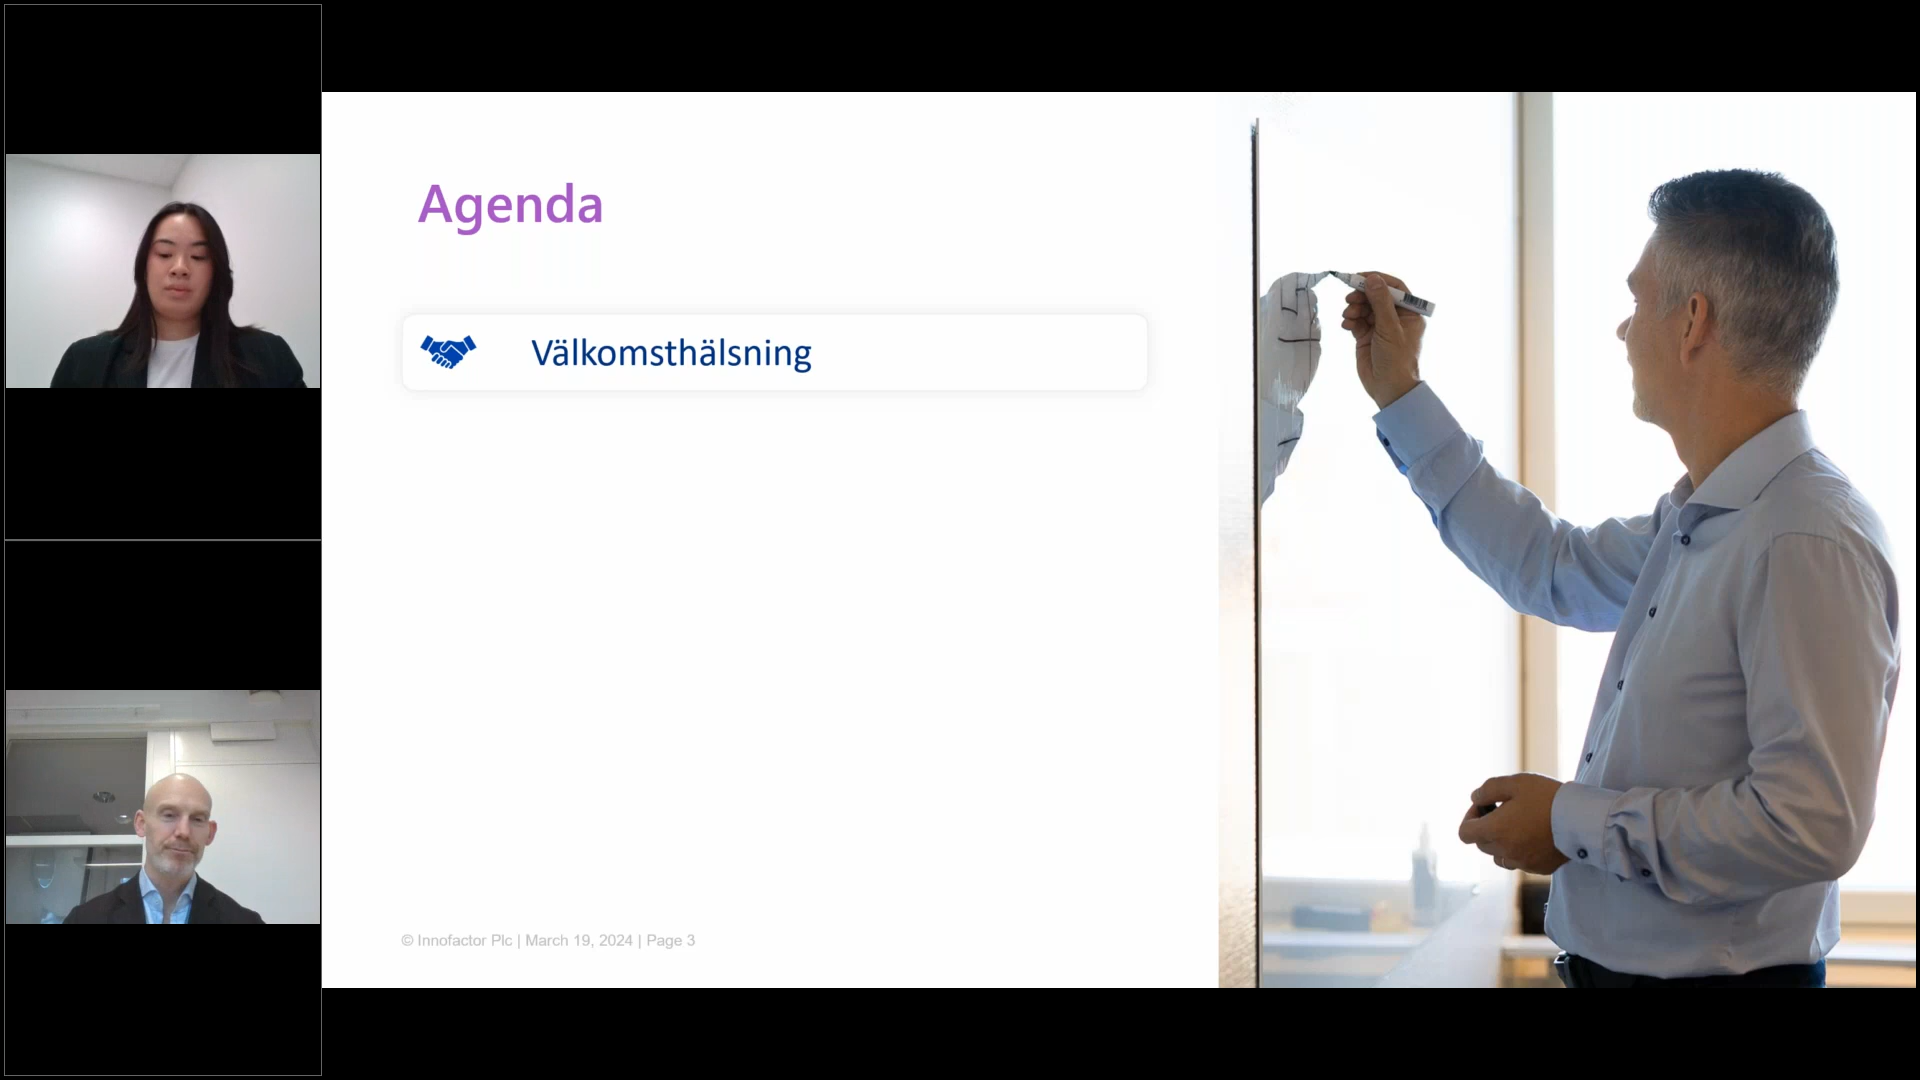 Agenda
Välkomsthälsning
© Innofactor Plc | March 19, 2024 | Page 3